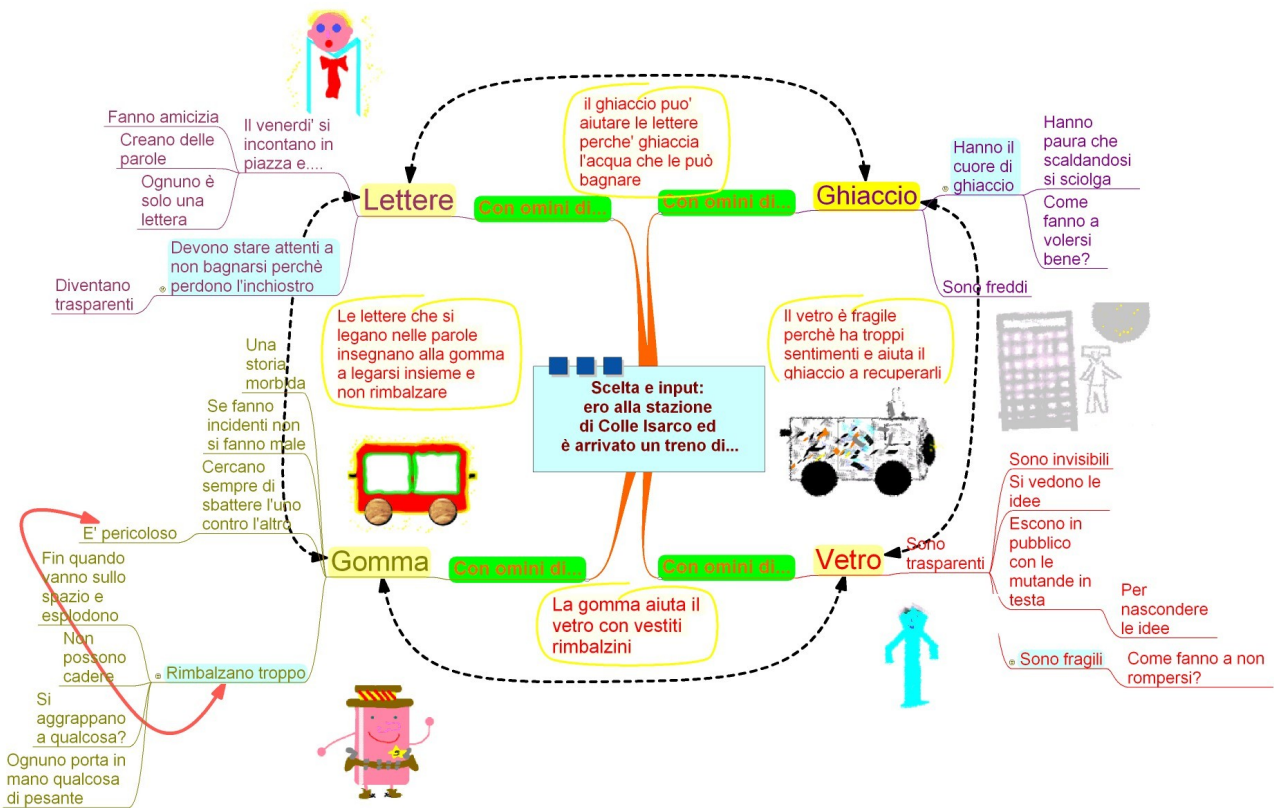 Fanno amicizia
Creano delle
parole
Ognuno è
solo una
lettera
Il venerdi' si
incontano in
piazza e....
Lettere
Con omini di...
Devono stare attenti a
non bagnarsi perchè
perdono l'inchiostro
Diventano
trasparenti
il ghiaccio puo'
aiutare le lettere
perche' ghiaccia
l'acqua che le può
bagnare
Con omini di...
Ghiaccio
Hanno il
cuore di
ghiaccio
Hanno
paura che
scaldandosi
si sciolga
Come
fanno a
volersi
bene?
Sono freddi
Le lettere che si
legano nelle parole
insegnano alla gomma
a legarsi insieme e
non rimbalzare
Il vetro è fragile
perchè ha troppi
sentimenti e aiuta il
ghiaccio a recuperarli
Scelta e input:
ero alla stazione
di Colle Isarco ed
è arrivato un treno di...
Una
storia
morbida
Se fanno
incidenti non
si fanno male
Cercano
sempre di
sbattere l'uno
contro l'altro
E' pericoloso
Gomma
Con omini di...
Fin quando
vanno sullo
spazio e
esplodono
Non
possono
cadere
Si
aggrappano
a qualcosa?
Ognuno porta in
mano qualcosa
di pesante
Rimbalzano troppo
La gomma aiuta il
vetro con vestiti
rimbalzini
Con omini di...
Vetro
Sono
trasparenti
Sono invisibili
Si vedono le
idee
Escono in
pubblico
con le
mutande in
testa
Per
nascondere
le idee
Sono fragili
Come fanno a non
rompersi?